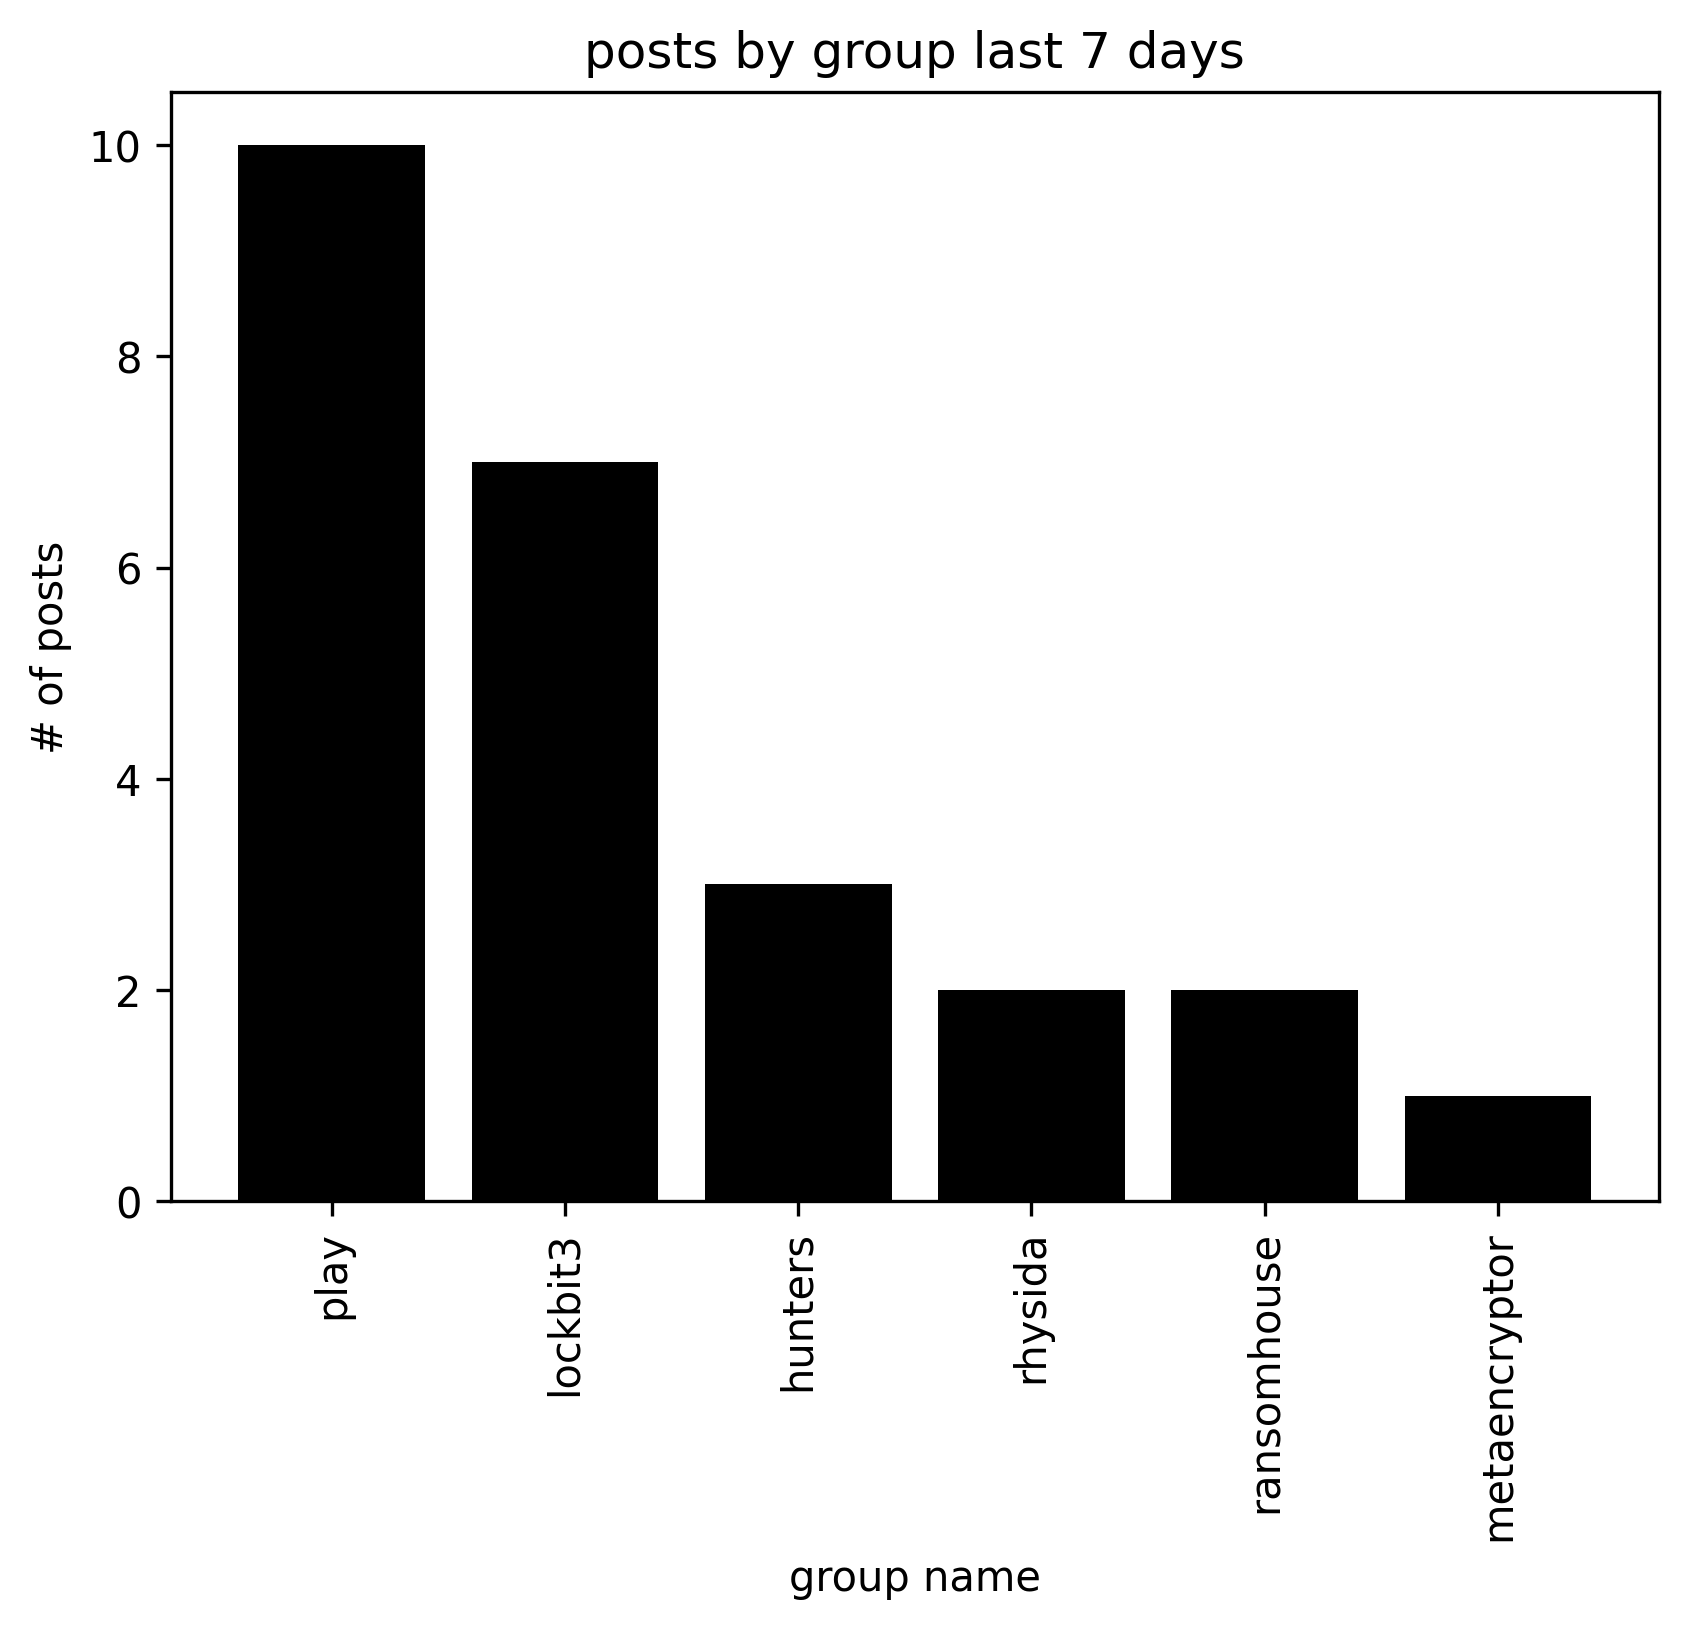 posts by group last 7 days
10
8
6
4
2
0
# of posts
play
lockbit3
hunters
rhysida
ransomhouse
metaencryptor
group name